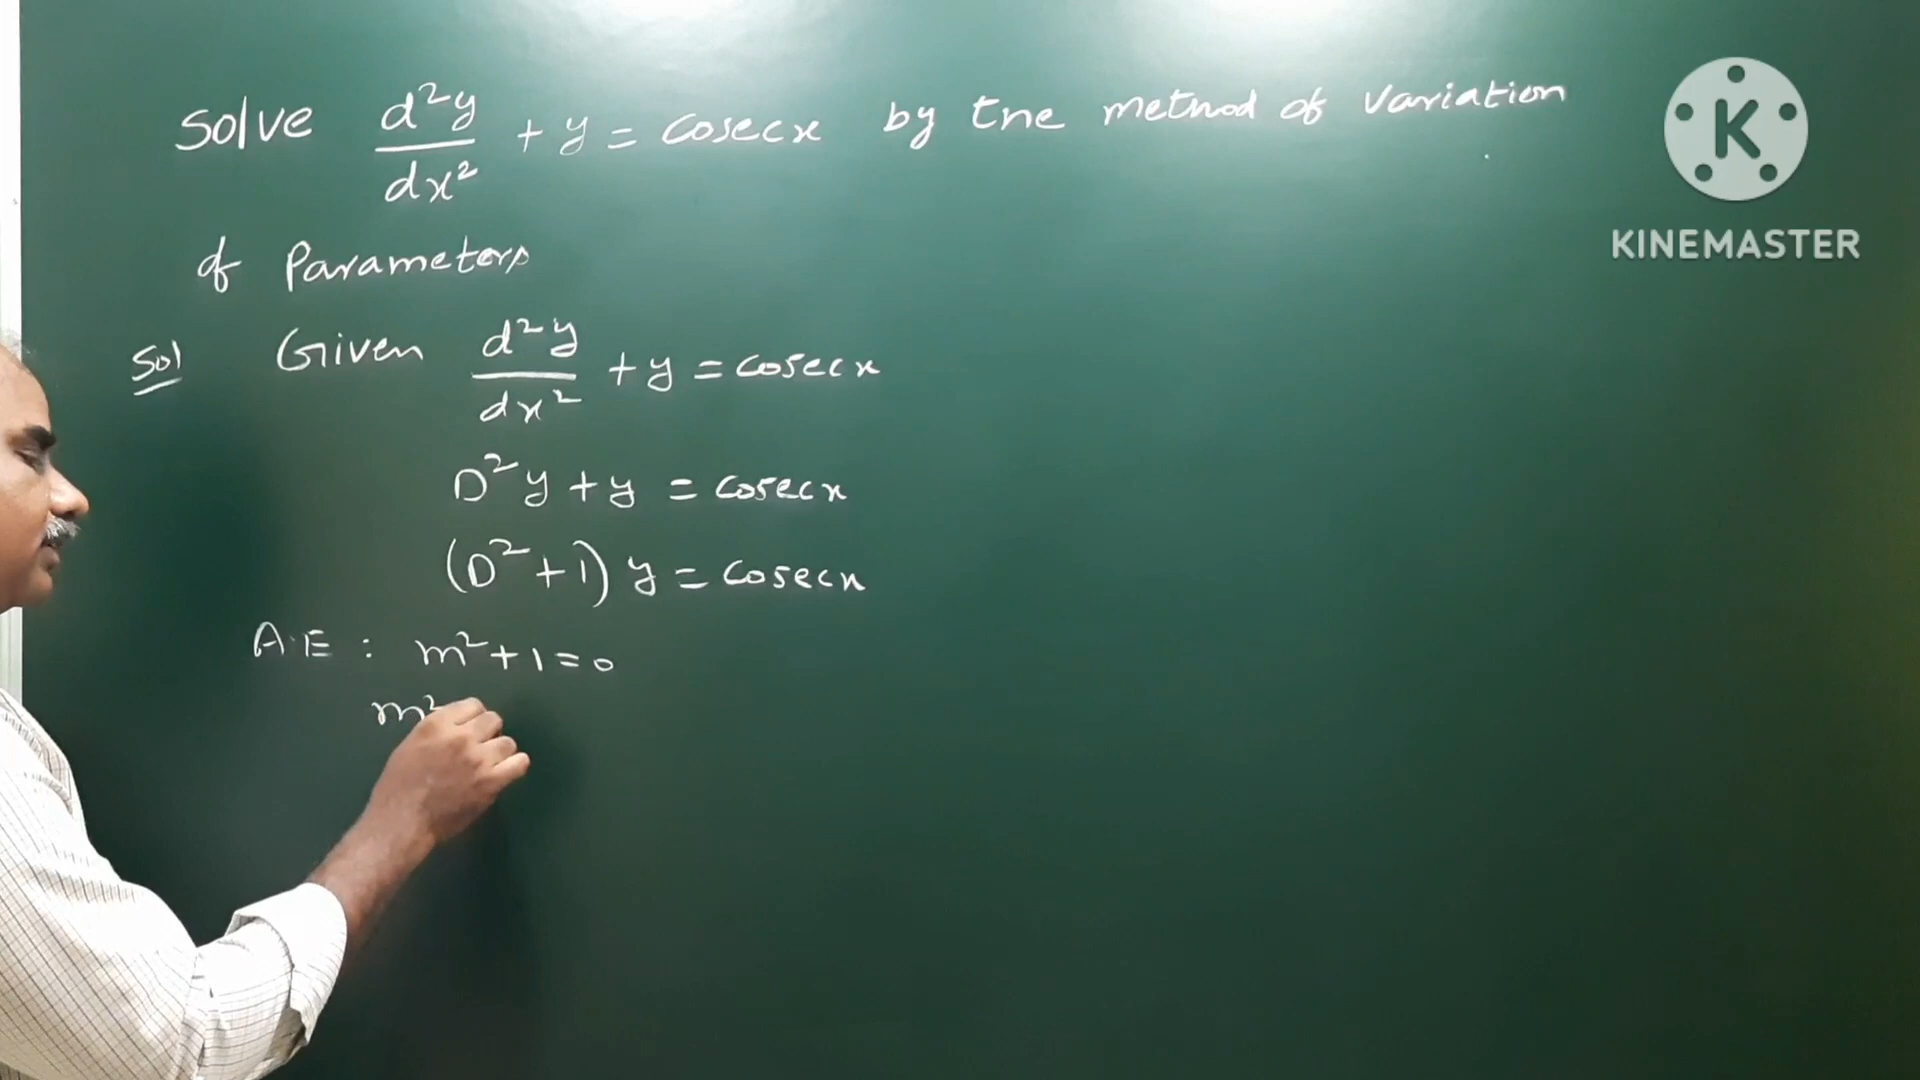 Solve d²y/dx² + y = cosecx by the method of variation
of Parameters
Sol Given d²y/dx² + y = cosecx
D²y + y = cosecx
(D² + 1) y = cosecx
A.E : m² + 1 = 0
m²
K
KINEMASTER